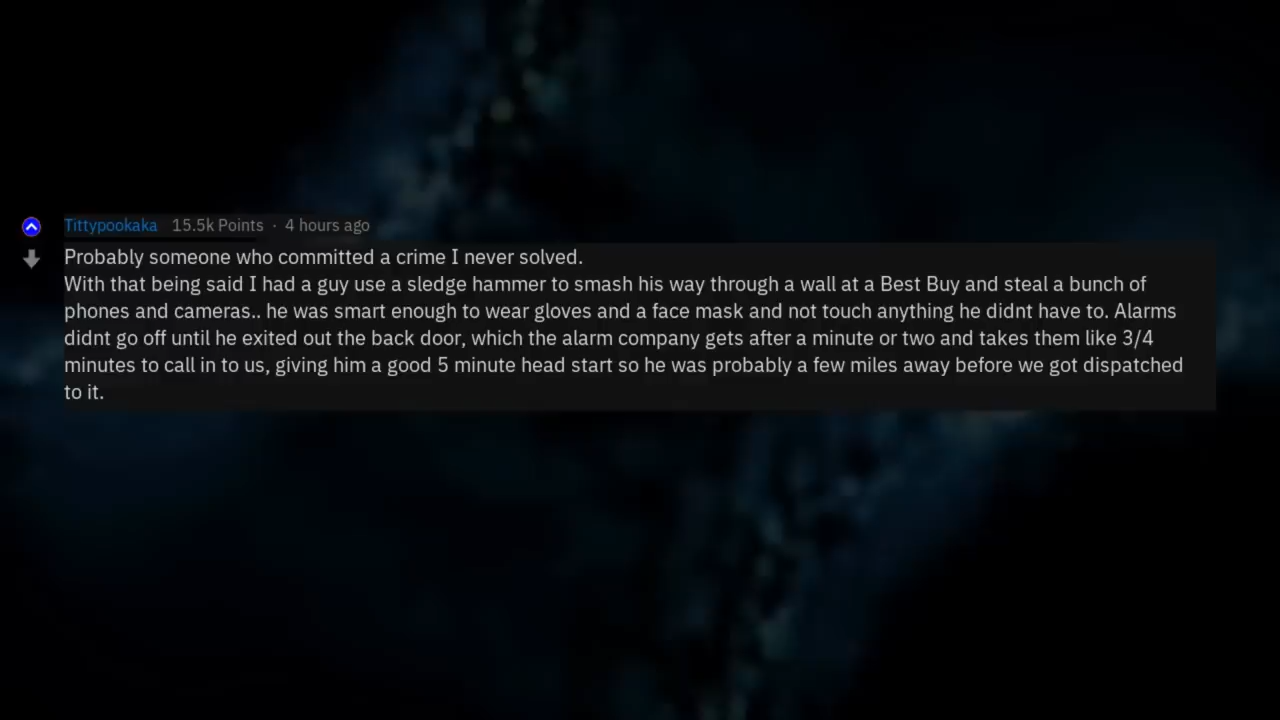 Tittypookaka 15.5k Points · 4 hours ago
Probably someone who committed a crime I never solved.
With that being said I had a guy use a sledge hammer to smash his way through a wall at a Best Buy and steal a bunch of
phones and cameras.. he was smart enough to wear gloves and a face mask and not touch anything he didnt have to. Alarms
didnt go off until he exited out the back door, which the alarm company gets after a minute or two and takes them like 3/4
minutes to call in to us, giving him a good 5 minute head start so he was probably a few miles away before we got dispatched
to it.